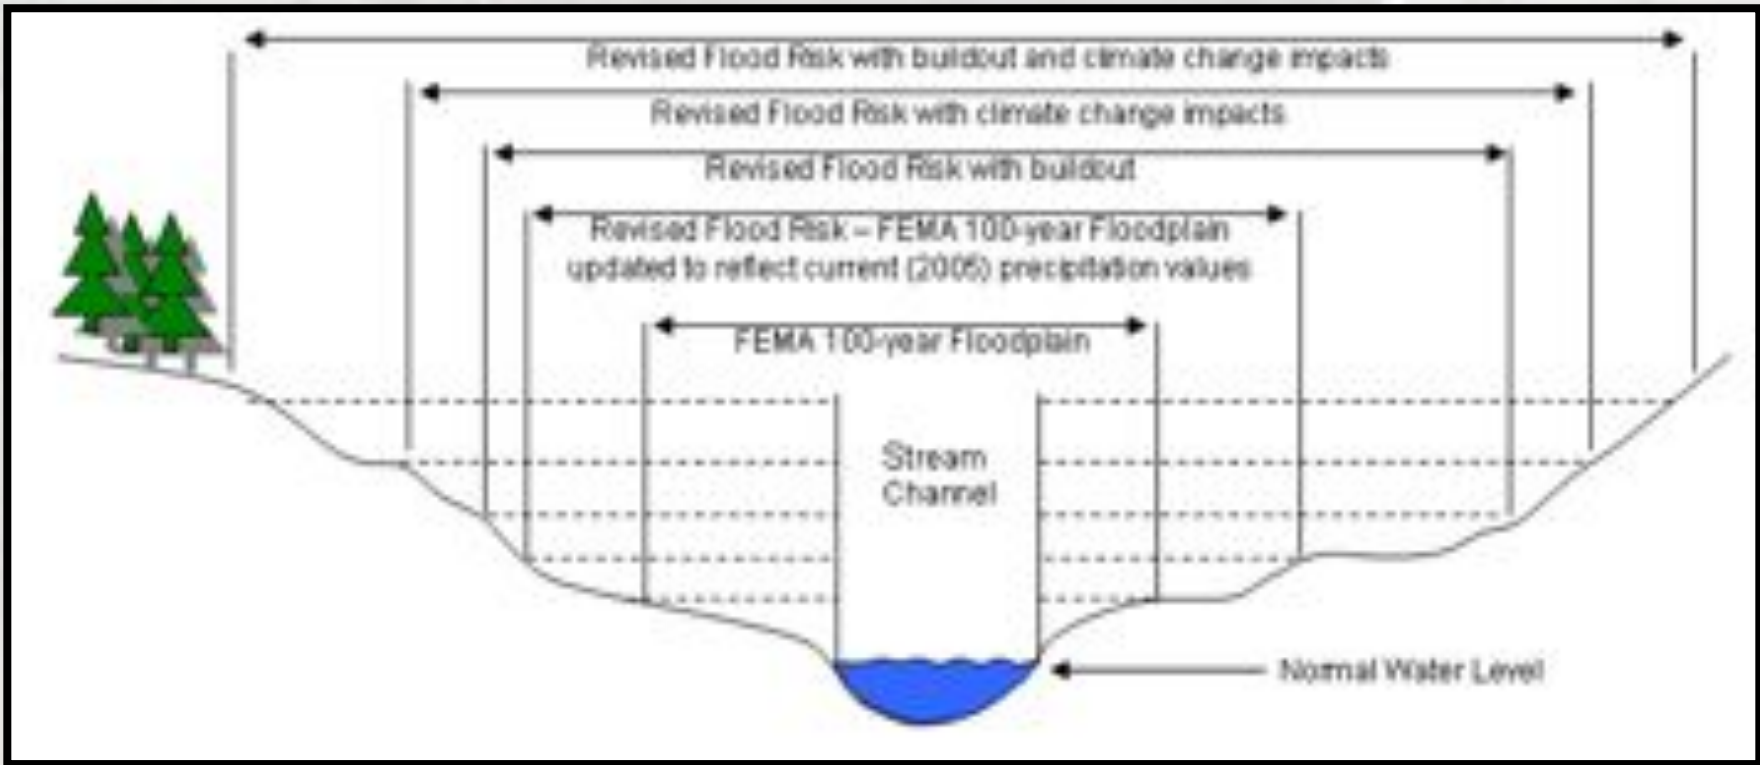 Revised Flood Risk with buildout and climate change impacts
Revised Flood Risk with climate change impacts
Revised Flood Risk with buildout
Revised Flood Risk – FEMA 100-year Floodplain
updated to reflect current (2005) precipitation values
FEMA 100-year Floodplain
Stream
Channel
Normal Water Level